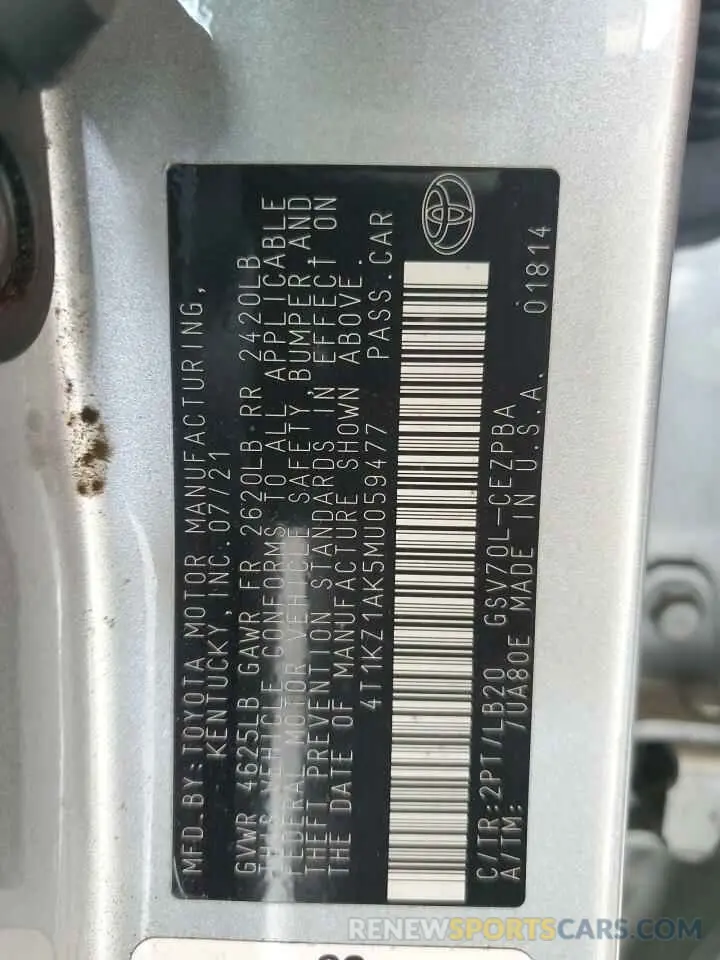 MFD.BY:TOYOTA MOTOR MANUFACTURING,
KENTUCKY,INC.07/21
GVWR 4625LB GAWR FR 2620LB RR 2420LB
THIS VEHICLE CONFORMS TO ALL APPLICABLE
FEDERAL MOTOR VEHICLE SAFETY, BUMPER,AND
THEFT PREVENTION STANDARDS IN EFFECT ON
THE DATE OF MANUFACTURE SHOWN ABOVE.
4T1KZ1AK5MU059477 PASS.CAR
C/TR:2PT/LB20 GSV70L-CEZPBA
A/TM: /UA80E MADE IN U.S.A. 01814
RENEWSPORTSCARS.COM